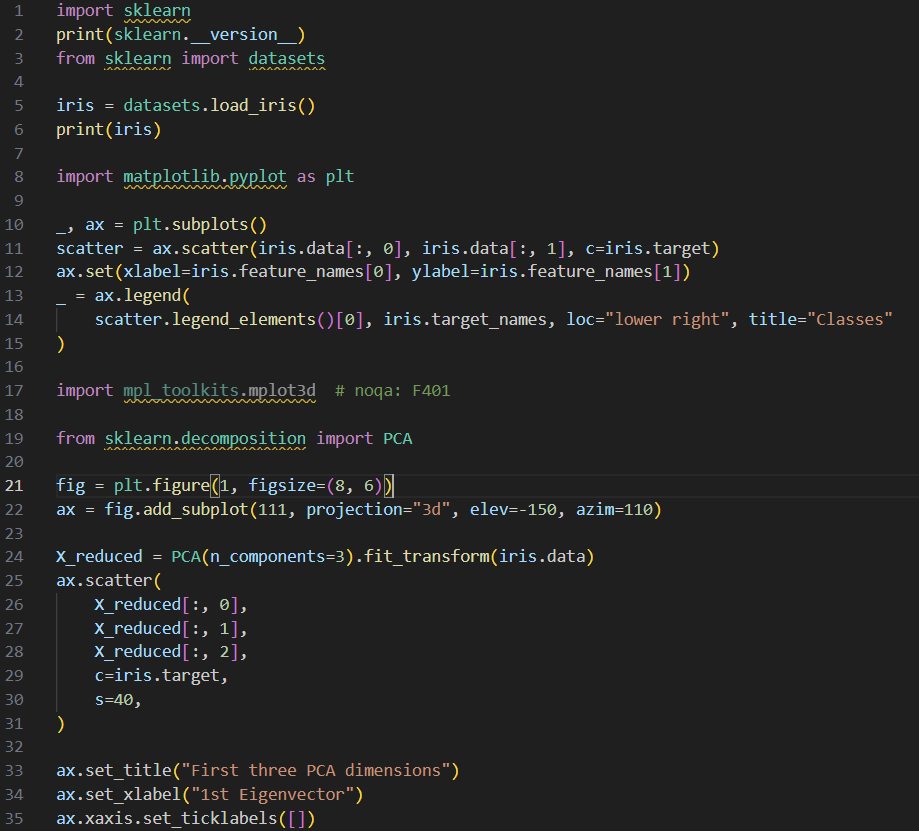 1 import sklearn
2 print(sklearn.__version__)
3 from sklearn import datasets
4
5 iris = datasets.load_iris()
6 print(iris)
7
8 import matplotlib.pyplot as plt
9
10 _, ax = plt.subplots()
11 scatter = ax.scatter(iris.data[:, 0], iris.data[:, 1], c=iris.target)
12 ax.set(xlabel=iris.feature_names[0], ylabel=iris.feature_names[1])
13 _ = ax.legend(
14     scatter.legend_elements()[0], iris.target_names, loc="lower right", title="Classes"
15 )
16
17 import mpl_toolkits.mplot3d  # noqa: F401
18
19 from sklearn.decomposition import PCA
20
21 fig = plt.figure(1, figsize=(8, 6))
22 ax = fig.add_subplot(111, projection="3d", elev=-150, azim=110)
23
24 X_reduced = PCA(n_components=3).fit_transform(iris.data)
25 ax.scatter(
26     X_reduced[:, 0],
27     X_reduced[:, 1],
28     X_reduced[:, 2],
29     c=iris.target,
30     s=40,
31 )
32
33 ax.set_title("First three PCA dimensions")
34 ax.set_xlabel("1st Eigenvector")
35 ax.xaxis.set_ticklabels([])